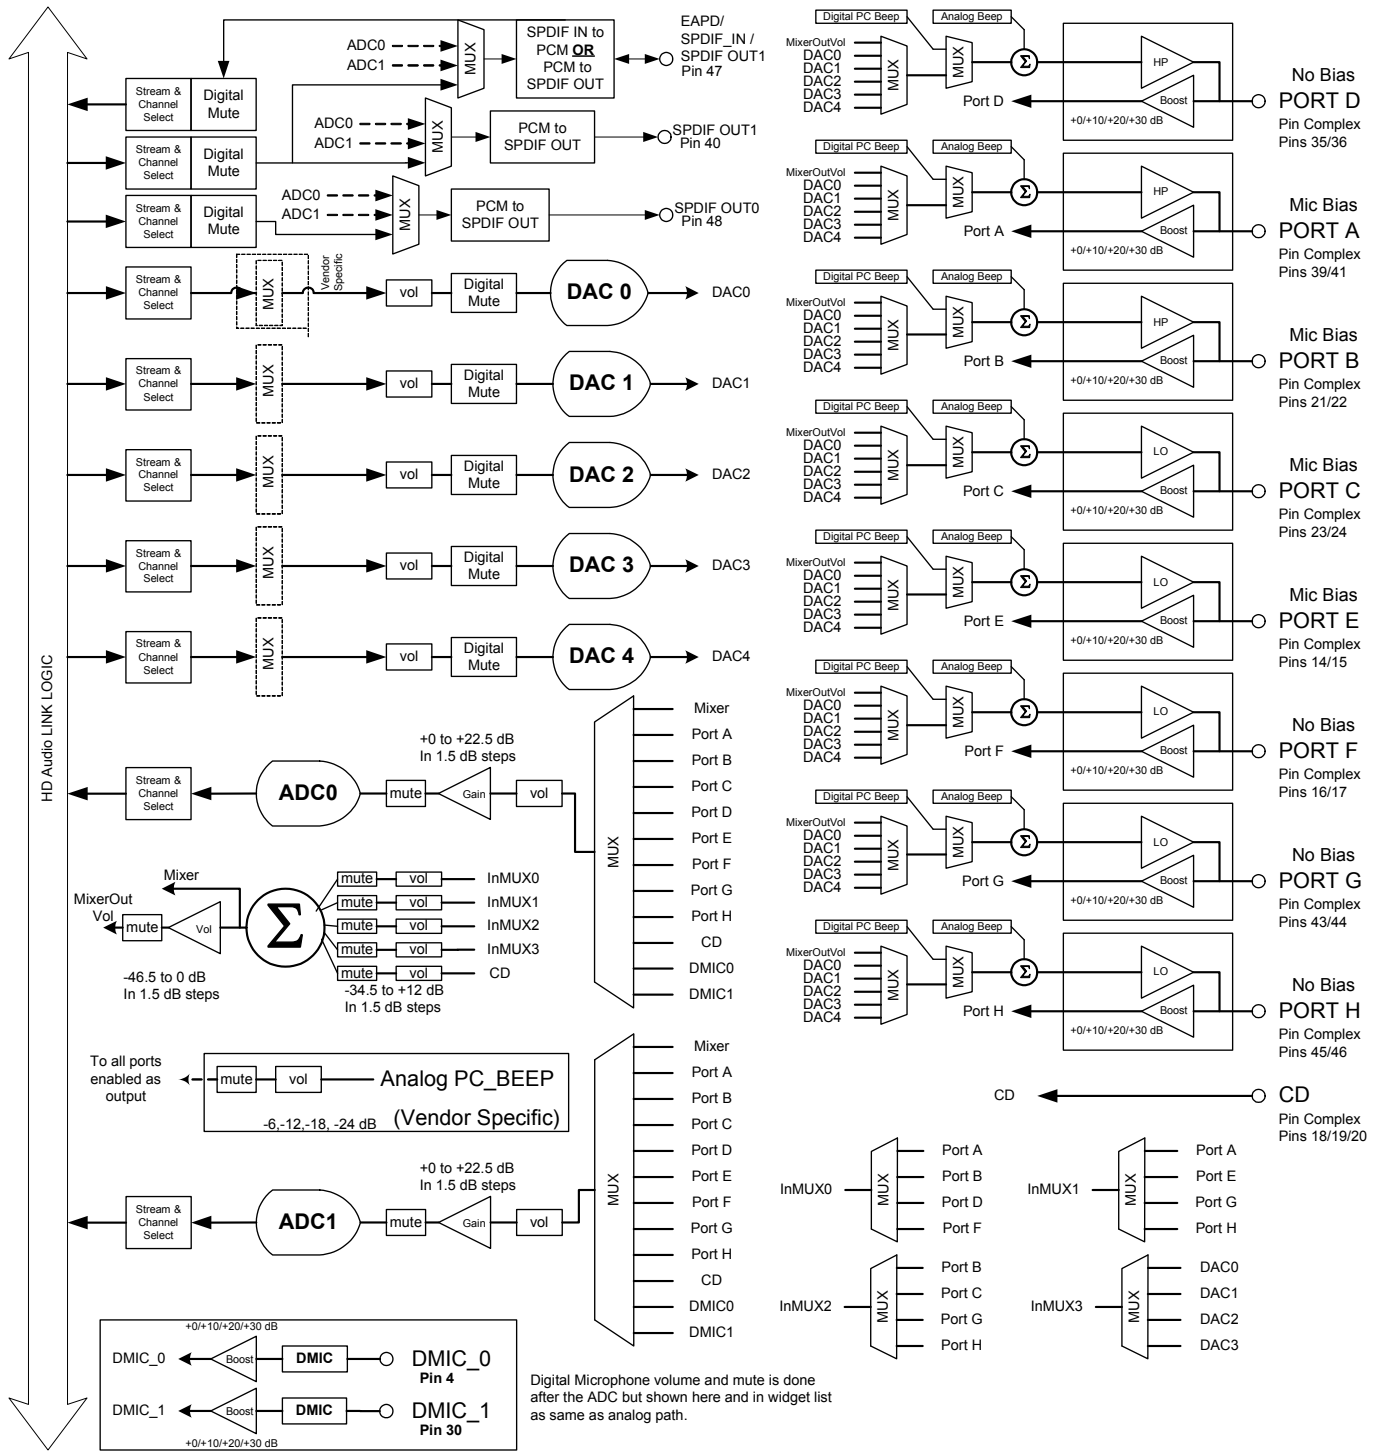 HD Audio LINK LOGIC
Stream &
Channel
Select
Digital
Mute
ADC0
ADC1
MUX
SPDIF IN to
PCM OR
PCM to
SPDIF OUT
EAPD/
SPDIF_IN /
SPDIF OUT1
Pin 47
Stream &
Channel
Select
Digital
Mute
ADC0
ADC1
MUX
PCM to
SPDIF OUT
SPDIF OUT1
Pin 40
Stream &
Channel
Select
Digital
Mute
ADC0
ADC1
MUX
PCM to
SPDIF OUT
SPDIF OUT0
Pin 48
Stream &
Channel
Select
MUX
Vendor
Specific
vol
Digital
Mute
DAC 0
DAC0
Stream &
Channel
Select
MUX
vol
Digital
Mute
DAC 1
DAC1
Stream &
Channel
Select
MUX
vol
Digital
Mute
DAC 2
DAC2
Stream &
Channel
Select
MUX
vol
Digital
Mute
DAC 3
DAC3
Stream &
Channel
Select
MUX
vol
Digital
Mute
DAC 4
DAC4
Stream &
Channel
Select
ADC0
mute
+0 to +22.5 dB
In 1.5 dB steps
Gain
vol
MUX
Mixer
Port A
Port B
Port C
Port D
Port E
Port F
Port G
Port H
CD
DMIC0
DMIC1
Mixer
MixerOut
Vol
mute
Vol
-46.5 to 0 dB
In 1.5 dB steps
Σ
mute
vol
InMUX0
mute
vol
InMUX1
mute
vol
InMUX2
mute
vol
InMUX3
mute
vol
CD
-34.5 to +12 dB
In 1.5 dB steps
To all ports
enabled as
output
mute
vol
Analog PC_BEEP
-6,-12,-18, -24 dB
(Vendor Specific)
Stream &
Channel
Select
ADC1
mute
+0 to +22.5 dB
In 1.5 dB steps
Gain
vol
MUX
Mixer
Port A
Port B
Port C
Port D
Port E
Port F
Port G
Port H
CD
DMIC0
DMIC1
+0/+10/+20/+30 dB
DMIC_0
Boost
DMIC
DMIC_0
Pin 4
DMIC_1
Boost
DMIC
DMIC_1
Pin 30
+0/+10/+20/+30 dB
Digital Microphone volume and mute is done
after the ADC but shown here and in widget list
as same as analog path.
Digital PC Beep
Analog Beep
MixerOutVol
DAC0
DAC1
DAC2
DAC3
DAC4
MUX
MUX
Σ
HP
Port D
Boost
+0/+10/+20/+30 dB
No Bias
PORT D
Pin Complex
Pins 35/36
Digital PC Beep
Analog Beep
MixerOutVol
DAC0
DAC1
DAC2
DAC3
DAC4
MUX
MUX
Σ
HP
Port A
Boost
+0/+10/+20/+30 dB
Mic Bias
PORT A
Pin Complex
Pins 39/41
Digital PC Beep
Analog Beep
MixerOutVol
DAC0
DAC1
DAC2
DAC3
DAC4
MUX
MUX
Σ
HP
Port B
Boost
+0/+10/+20/+30 dB
Mic Bias
PORT B
Pin Complex
Pins 21/22
Digital PC Beep
Analog Beep
MixerOutVol
DAC0
DAC1
DAC2
DAC3
DAC4
MUX
MUX
Σ
LO
Port C
Boost
+0/+10/+20/+30 dB
Mic Bias
PORT C
Pin Complex
Pins 23/24
Digital PC Beep
Analog Beep
MixerOutVol
DAC0
DAC1
DAC2
DAC3
DAC4
MUX
MUX
Σ
LO
Port E
Boost
+0/+10/+20/+30 dB
Mic Bias
PORT E
Pin Complex
Pins 14/15
Digital PC Beep
Analog Beep
MixerOutVol
DAC0
DAC1
DAC2
DAC3
DAC4
MUX
MUX
Σ
LO
Port F
Boost
+0/+10/+20/+30 dB
No Bias
PORT F
Pin Complex
Pins 16/17
Digital PC Beep
Analog Beep
MixerOutVol
DAC0
DAC1
DAC2
DAC3
DAC4
MUX
MUX
Σ
LO
Port G
Boost
+0/+10/+20/+30 dB
No Bias
PORT G
Pin Complex
Pins 43/44
Digital PC Beep
Analog Beep
MixerOutVol
DAC0
DAC1
DAC2
DAC3
DAC4
MUX
MUX
Σ
LO
Port H
Boost
+0/+10/+20/+30 dB
No Bias
PORT H
Pin Complex
Pins 45/46
CD
CD
Pin Complex
Pins 18/19/20
InMUX0
MUX
Port A
Port B
Port D
Port F
InMUX1
MUX
Port A
Port E
Port G
Port H
InMUX2
MUX
Port B
Port C
Port G
Port H
InMUX3
MUX
DAC0
DAC1
DAC2
DAC3